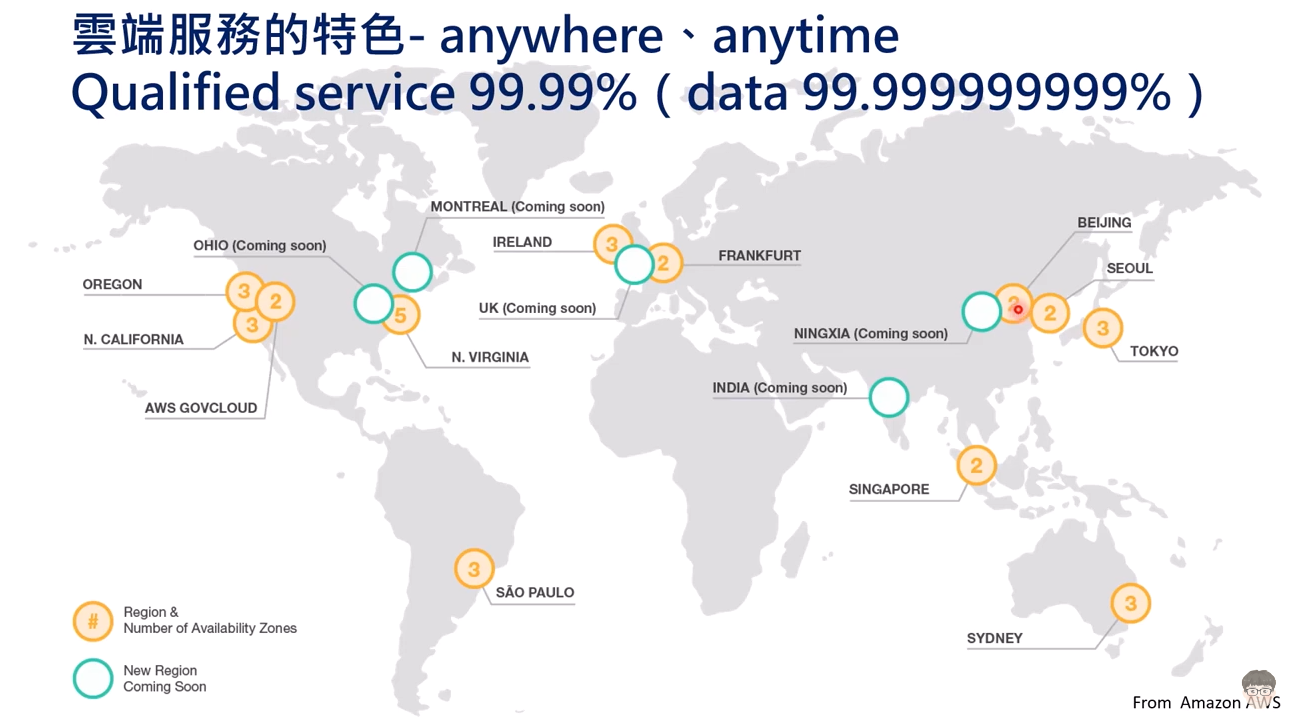 雲端服務的特色- anywhere、anytime
Qualified service 99.99%（data 99.999999999%）
MONTREAL (Coming soon)
OHIO (Coming soon)
IRELAND
3
FRANKFURT
2
BEIJING
2
SEOUL
2
OREGON
3
2
5
UK (Coming soon)
NINGXIA (Coming soon)
3
TOKYO
N. CALIFORNIA
3
N. VIRGINIA
INDIA (Coming soon)
AWS GOVCLOUD
2
SINGAPORE
3
SÃO PAULO
3
SYDNEY
#
Region &
Number of Availability Zones
New Region
Coming Soon
From Amazon AWS